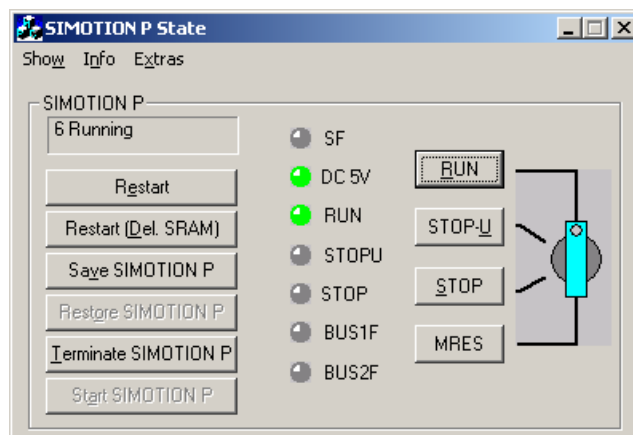 SIMOTION P State
Show Info Extras
SIMOTION P
6 Running
Restart
Restart (Del. SRAM)
Save SIMOTION P
Restore SIMOTION P
Terminate SIMOTION P
Start SIMOTION P
SF
DC 5V
RUN
STOPU
STOP
BUS1F
BUS2F
RUN
STOP-U
STOP
MRES